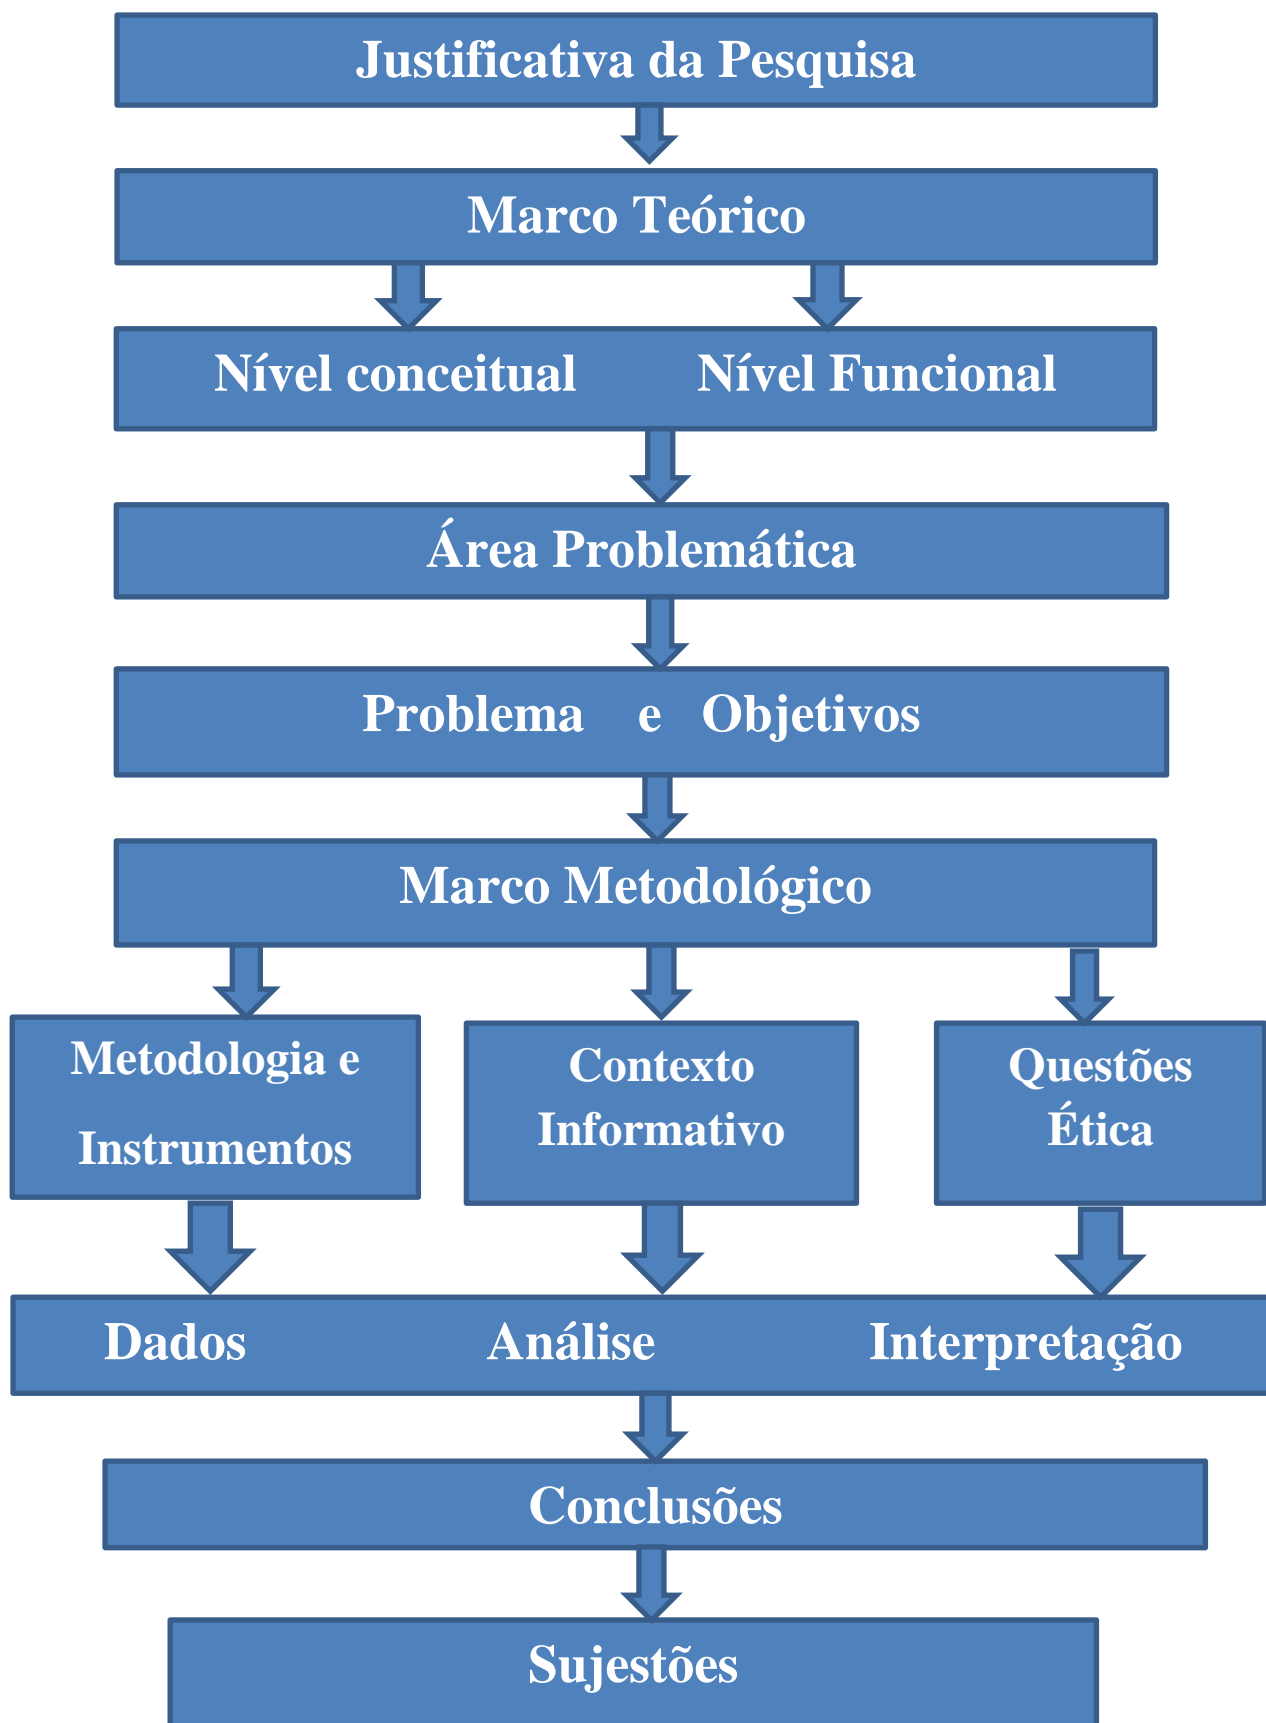 Justificativa da Pesquisa
Marco Teórico
Nível conceitual Nível Funcional
Área Problemática
Problema e Objetivos
Marco Metodológico
Metodologia e
Instrumentos
Contexto
Informativo
Questões
Ética
Dados Análise Interpretação
Conclusões
Sujestões